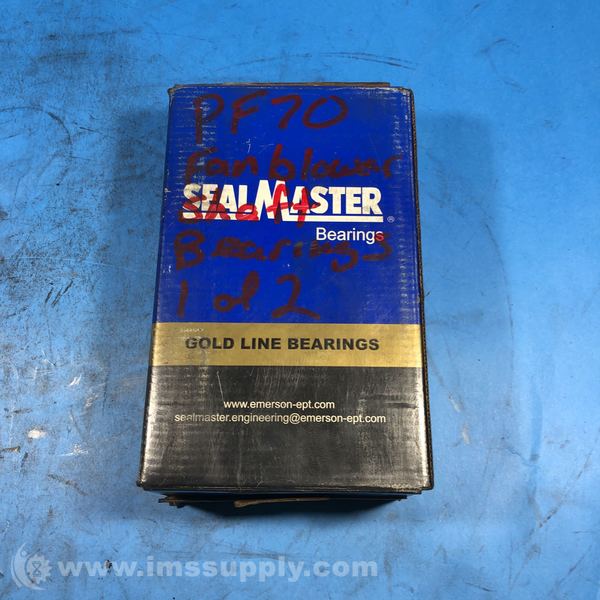 PF70
Fan blower
SEALMASTER ®
shaft
Bearings
Bearings
1 of 2
GOLD LINE BEARINGS
www.emerson-ept.com
sealmaster.engineering@emerson-ept.com
www.imssupply.com